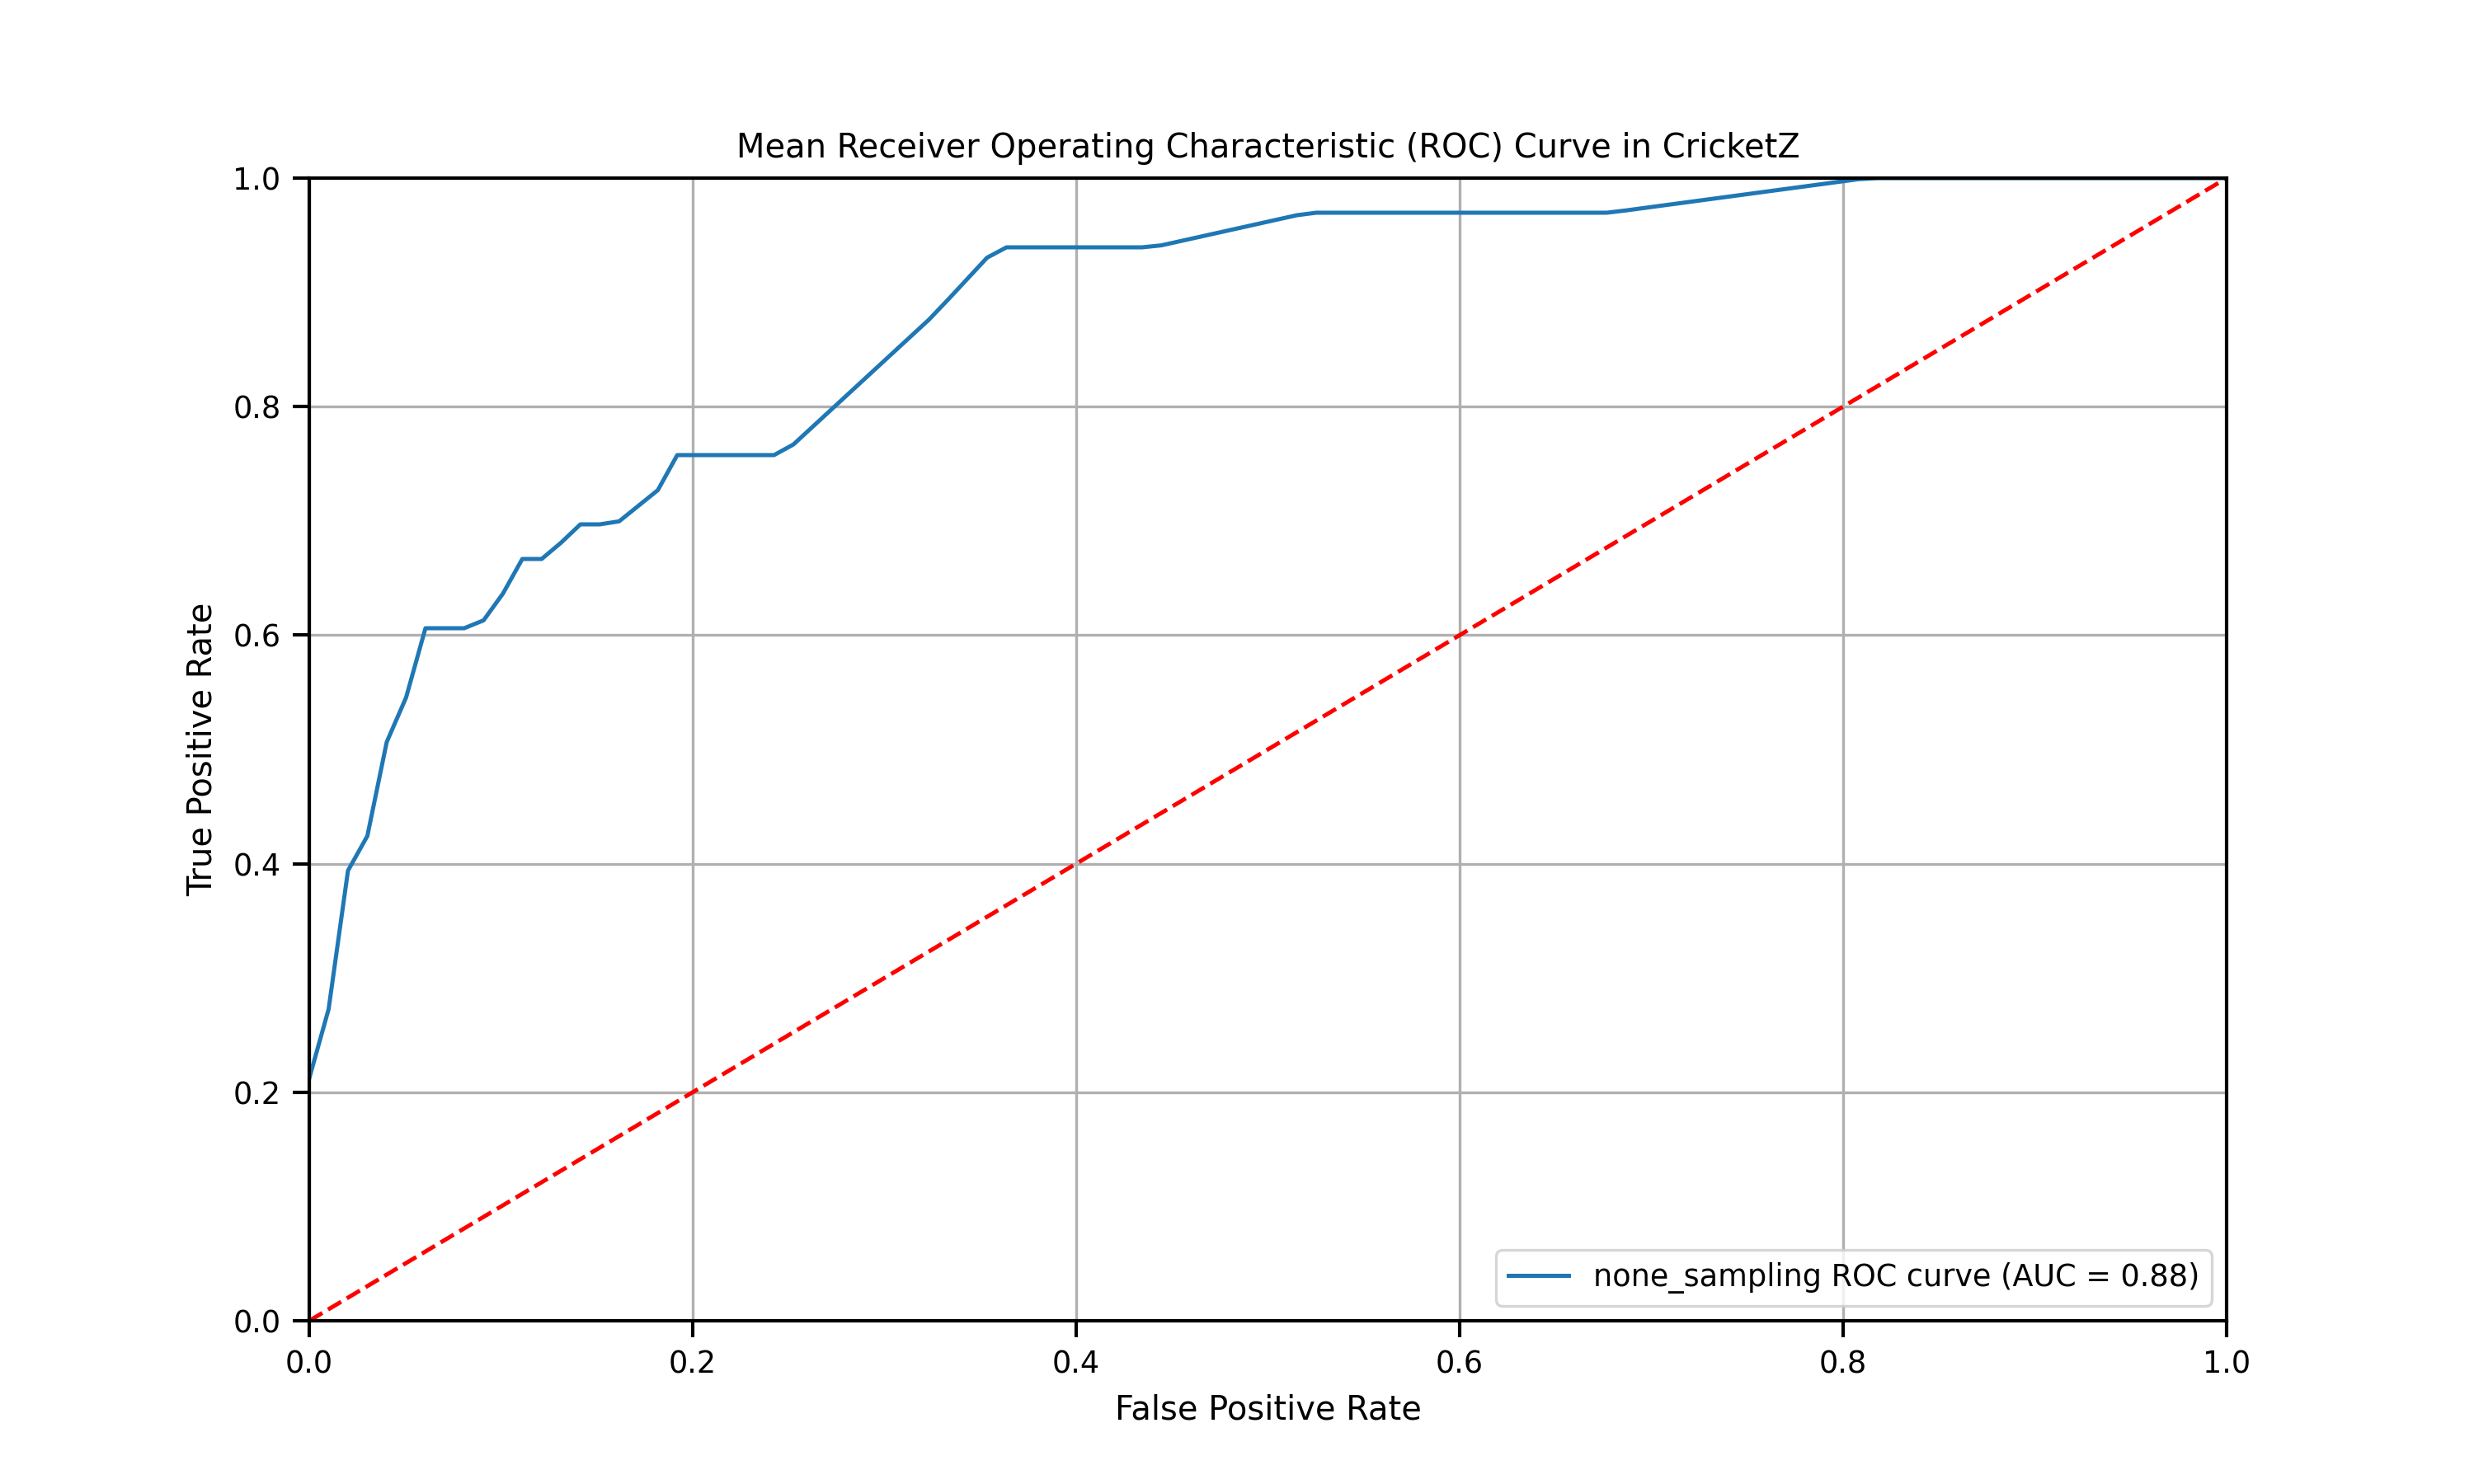 Mean Receiver Operating Characteristic (ROC) Curve in CricketZ
1.0
0.8
0.6
0.4
0.2
0.0
True Positive Rate
none_sampling ROC curve (AUC = 0.88)
0.0 0.2 0.4 0.6 0.8 1.0
False Positive Rate